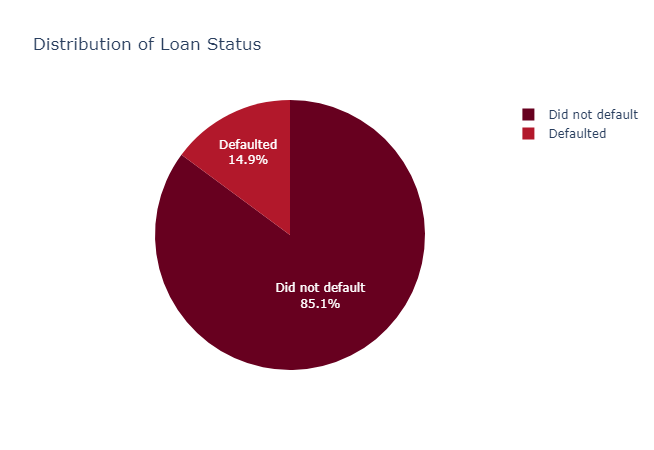 Distribution of Loan Status
Did not default
Defaulted
Defaulted
14.9%
Did not default
85.1%